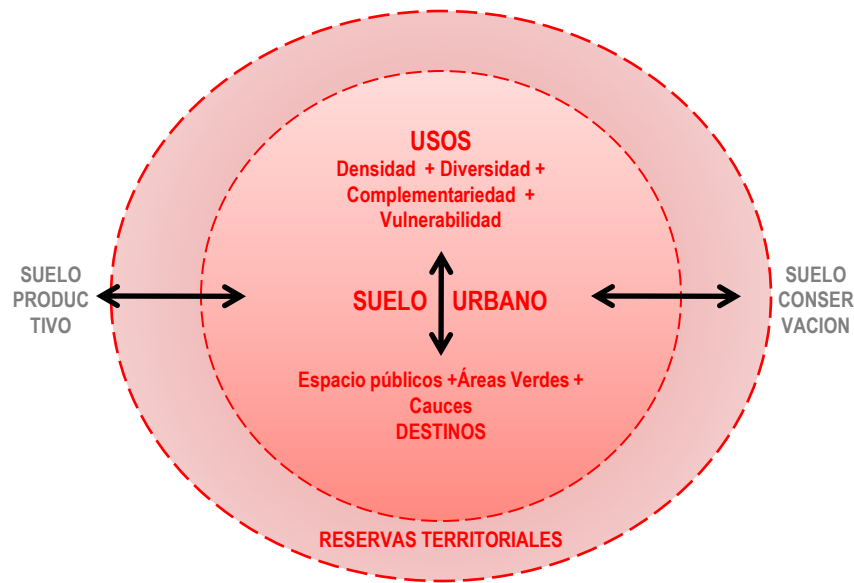 USOS
Densidad + Diversidad +
Complementariedad +
Vulnerabilidad
SUELO
PRODUC
TIVO
SUELO URBANO
SUELO
CONSER
VACION
Espacio públicos +Áreas Verdes +
Cauces
DESTINOS
RESERVAS TERRITORIALES